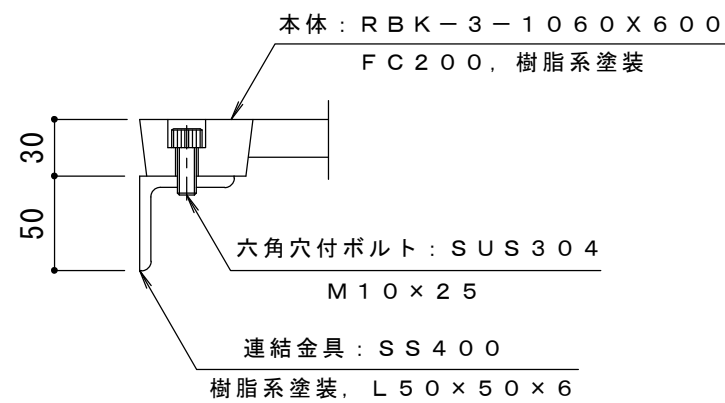 本体：ＲＢＫ－３－１０６０Ｘ６００
ＦＣ２００，樹脂系塗装
30
50
六角穴付ボルト：ＳＵＳ３０４
Ｍ１０×２５
連結金具：ＳＳ４００
樹脂系塗装，Ｌ５０×５０×６